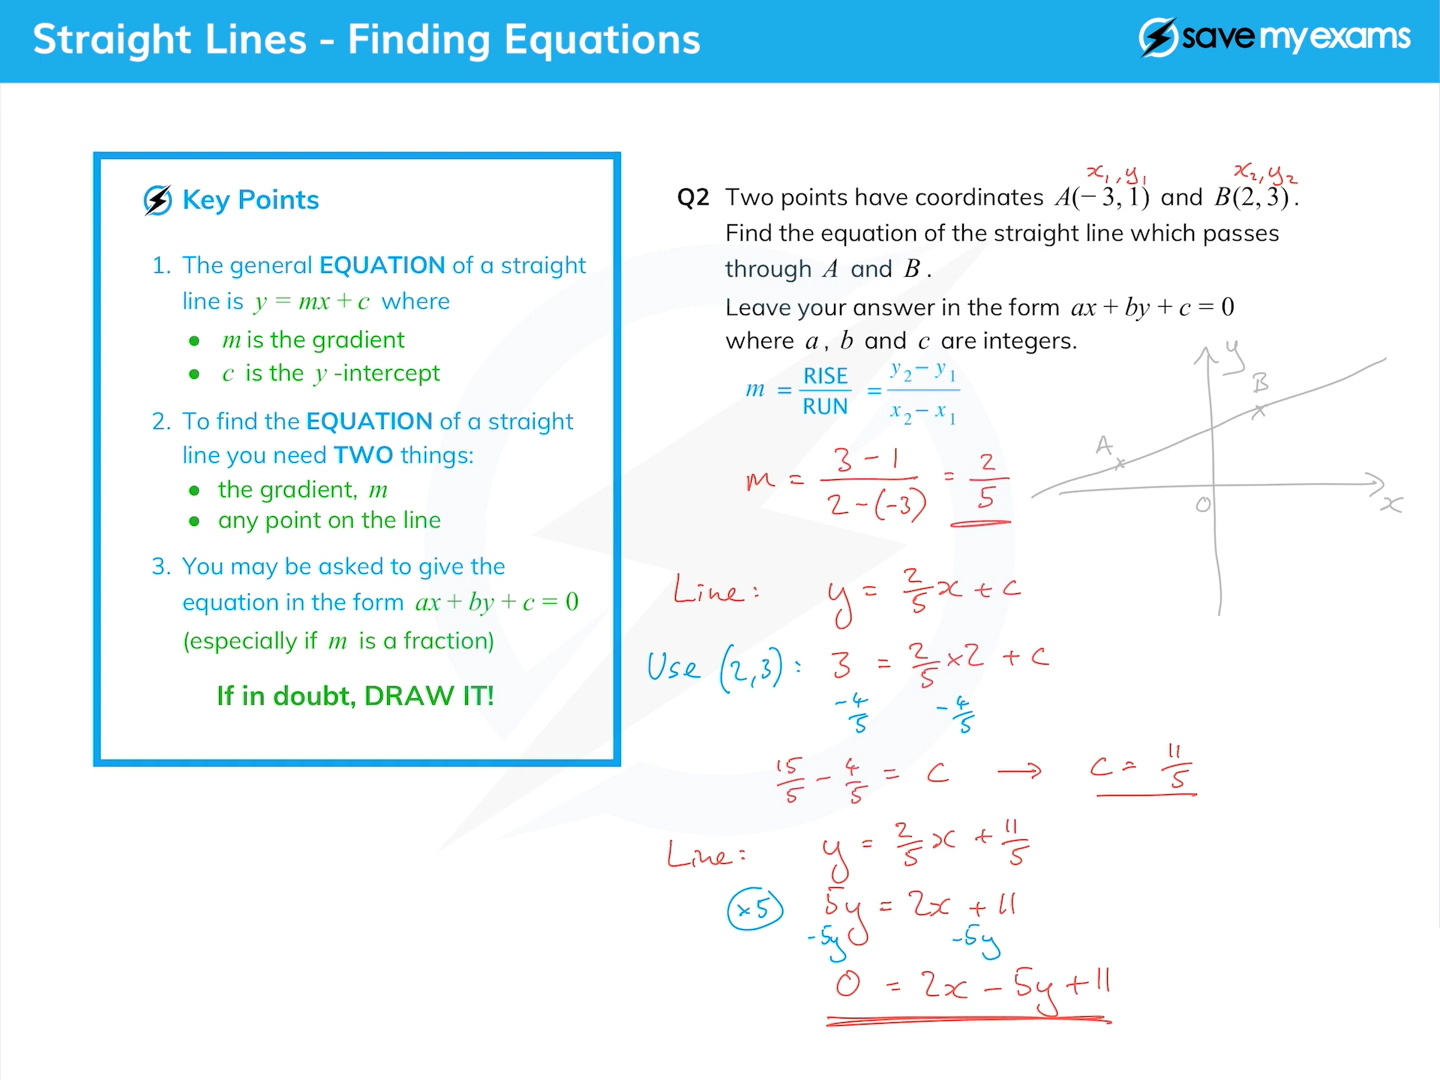 Straight Lines - Finding Equations
save my exams
Key Points
1. The general EQUATION of a straight
line is y = mx + c where
• m is the gradient
• c is the y -intercept
2. To find the EQUATION of a straight
line you need TWO things:
• the gradient, m
• any point on the line
3. You may be asked to give the
equation in the form ax + by + c = 0
(especially if m is a fraction)
If in doubt, DRAW IT!
x₁, y₁ x₂, y₂
Q2 Two points have coordinates A(−3, 1) and B(2, 3).
Find the equation of the straight line which passes
through A and B.
Leave your answer in the form ax + by + c = 0
where a, b and c are integers.
m = RISE/RUN = (y₂ − y₁)/(x₂ − x₁)
y
B
A
O
x
m = (3 − 1)/(2 − (−3)) = 2/5
Line: y = 2/5 x + c
Use (2,3): 3 = 2/5 × 2 + c
−4/5 −4/5
15/5 − 4/5 = c → c = 11/5
Line: y = 2/5 x + 11/5
×5 5y = 2x + 11
−5y −5y
0 = 2x − 5y + 11